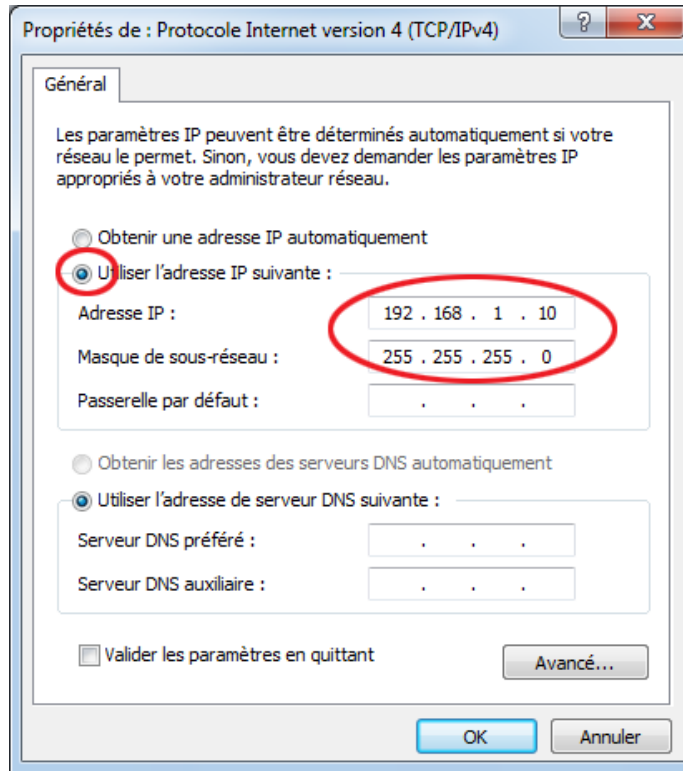 Propriétés de : Protocole Internet version 4 (TCP/IPv4)
Général
Les paramètres IP peuvent être déterminés automatiquement si votre
réseau le permet. Sinon, vous devez demander les paramètres IP
appropriés à votre administrateur réseau.
Obtenir une adresse IP automatiquement
Utiliser l'adresse IP suivante :
Adresse IP : 192 . 168 . 1 . 10
Masque de sous-réseau : 255 . 255 . 255 . 0
Passerelle par défaut : . . .
Obtenir les adresses des serveurs DNS automatiquement
Utiliser l'adresse de serveur DNS suivante :
Serveur DNS préféré : . . .
Serveur DNS auxiliaire : . . .
Valider les paramètres en quittant
Avancé...
OK Annuler